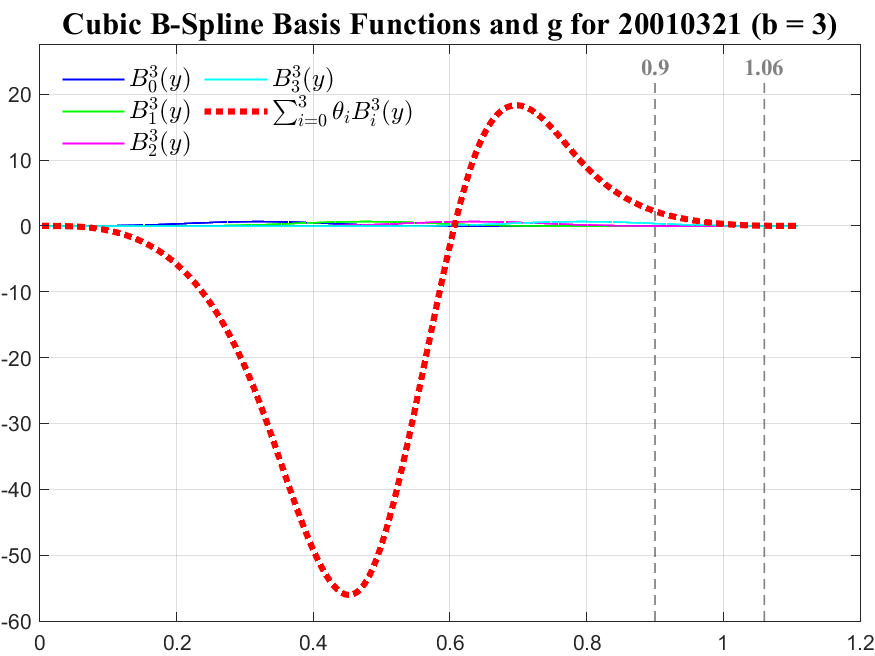 Cubic B-Spline Basis Functions and g for 20010321 (b = 3)
0.9 1.06
B_0^3(y) B_3^3(y)
B_1^3(y) ∑_{i=0}^3 θ_i B_i^3(y)
B_2^3(y)
20
10
0
-10
-20
-30
-40
-50
-60
0 0.2 0.4 0.6 0.8 1 1.2